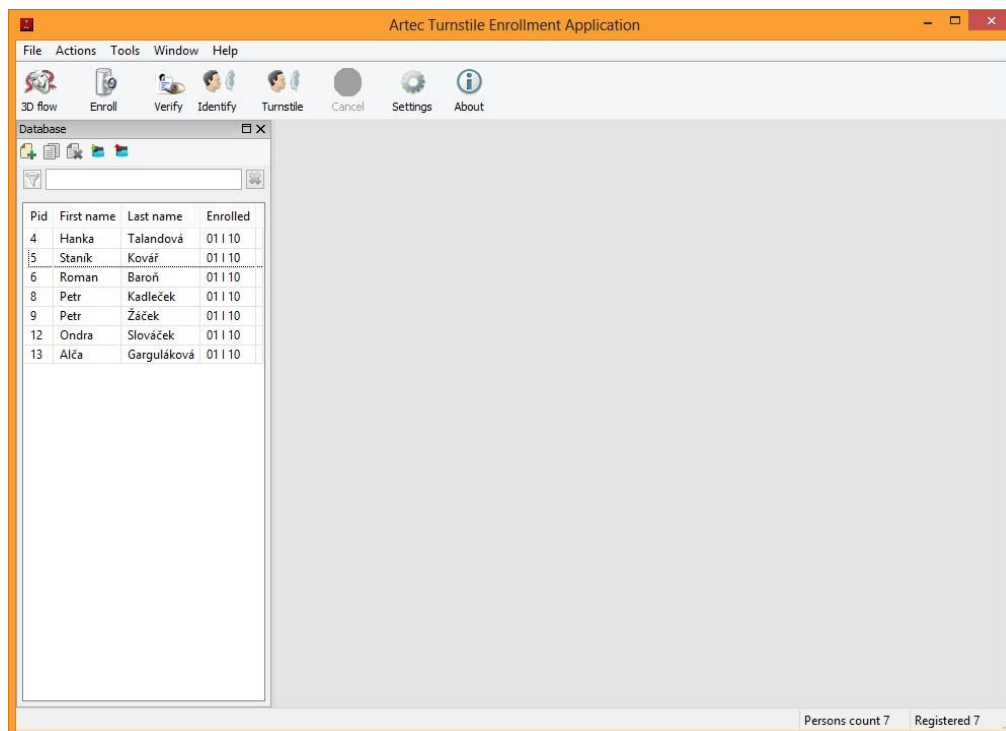 Artec Turnstile Enrollment Application
File Actions Tools Window Help
3D flow Enroll Verify Identify Turnstile Cancel Settings About
Database
Pid First name Last name Enrolled
4 Hanka Talandová 01 I 10
5 Staník Kovář 01 I 10
6 Roman Baroň 01 I 10
8 Petr Kadleček 01 I 10
9 Petr Žáček 01 I 10
12 Ondra Slováček 01 I 10
13 Alča Garguláková 01 I 10
Persons count 7 Registered 7